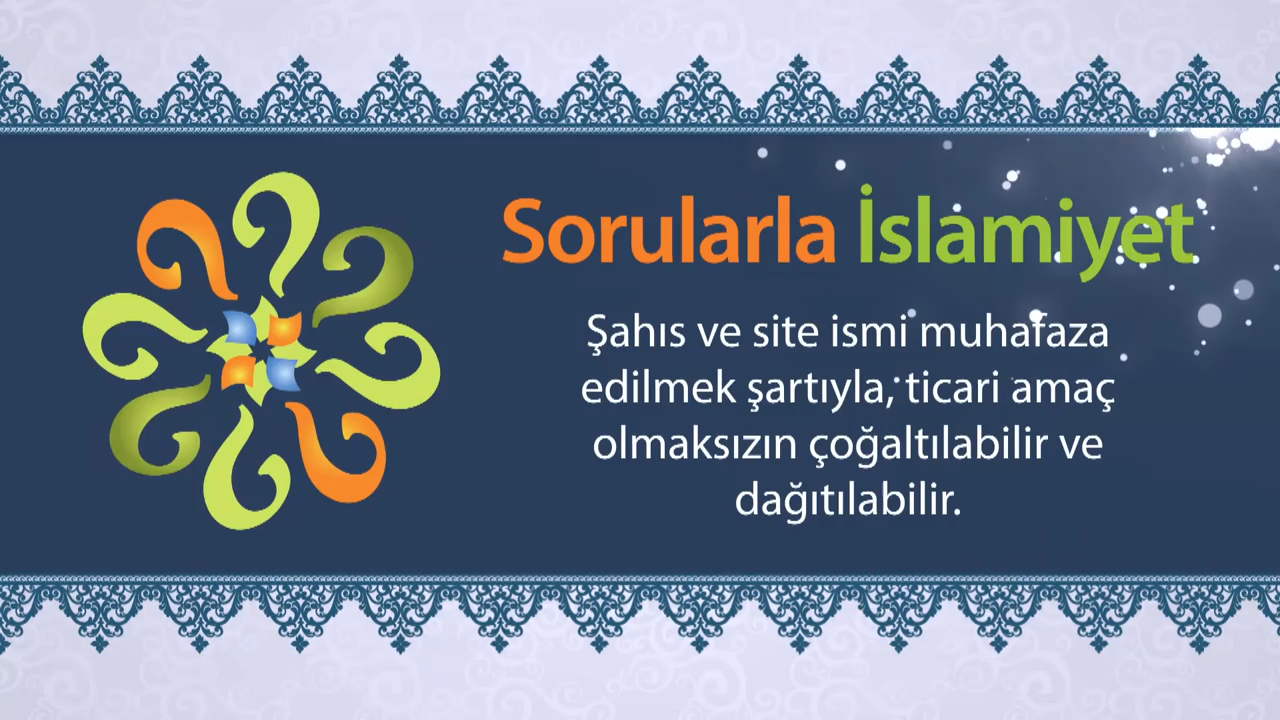 Sorularla İslamiyet
Şahıs ve site ismi muhafaza
edilmek şartıyla, ticari amaç
olmaksızın çoğaltılabilir ve
dağıtılabilir.